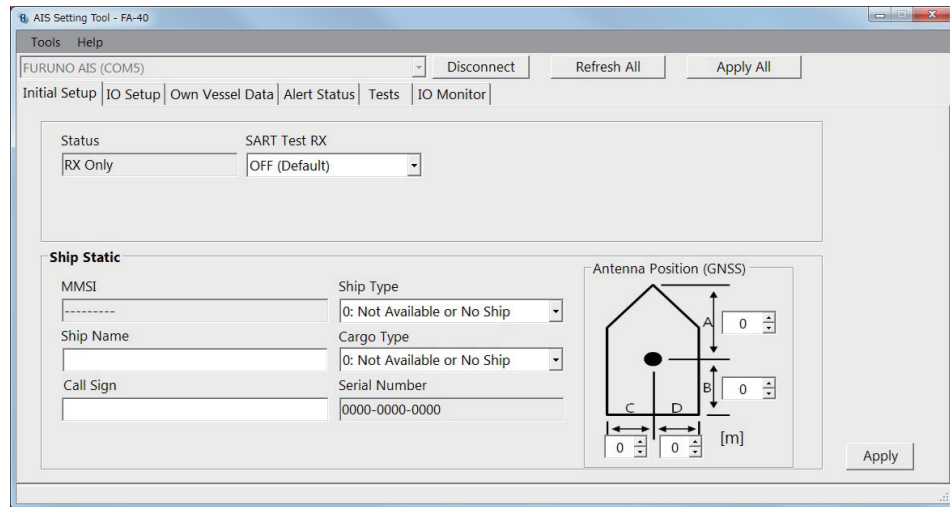 AIS Setting Tool - FA-40
Tools Help
FURUNO AIS (COM5) Disconnect Refresh All Apply All
Initial Setup IO Setup Own Vessel Data Alert Status Tests IO Monitor
Status SART Test RX
RX Only OFF (Default)
Ship Static
Antenna Position (GNSS)
MMSI Ship Type
--------- 0: Not Available or No Ship
A 0
Ship Name Cargo Type
0: Not Available or No Ship
Call Sign Serial Number
B 0
0000-0000-0000
C D
0 0 [m]
Apply